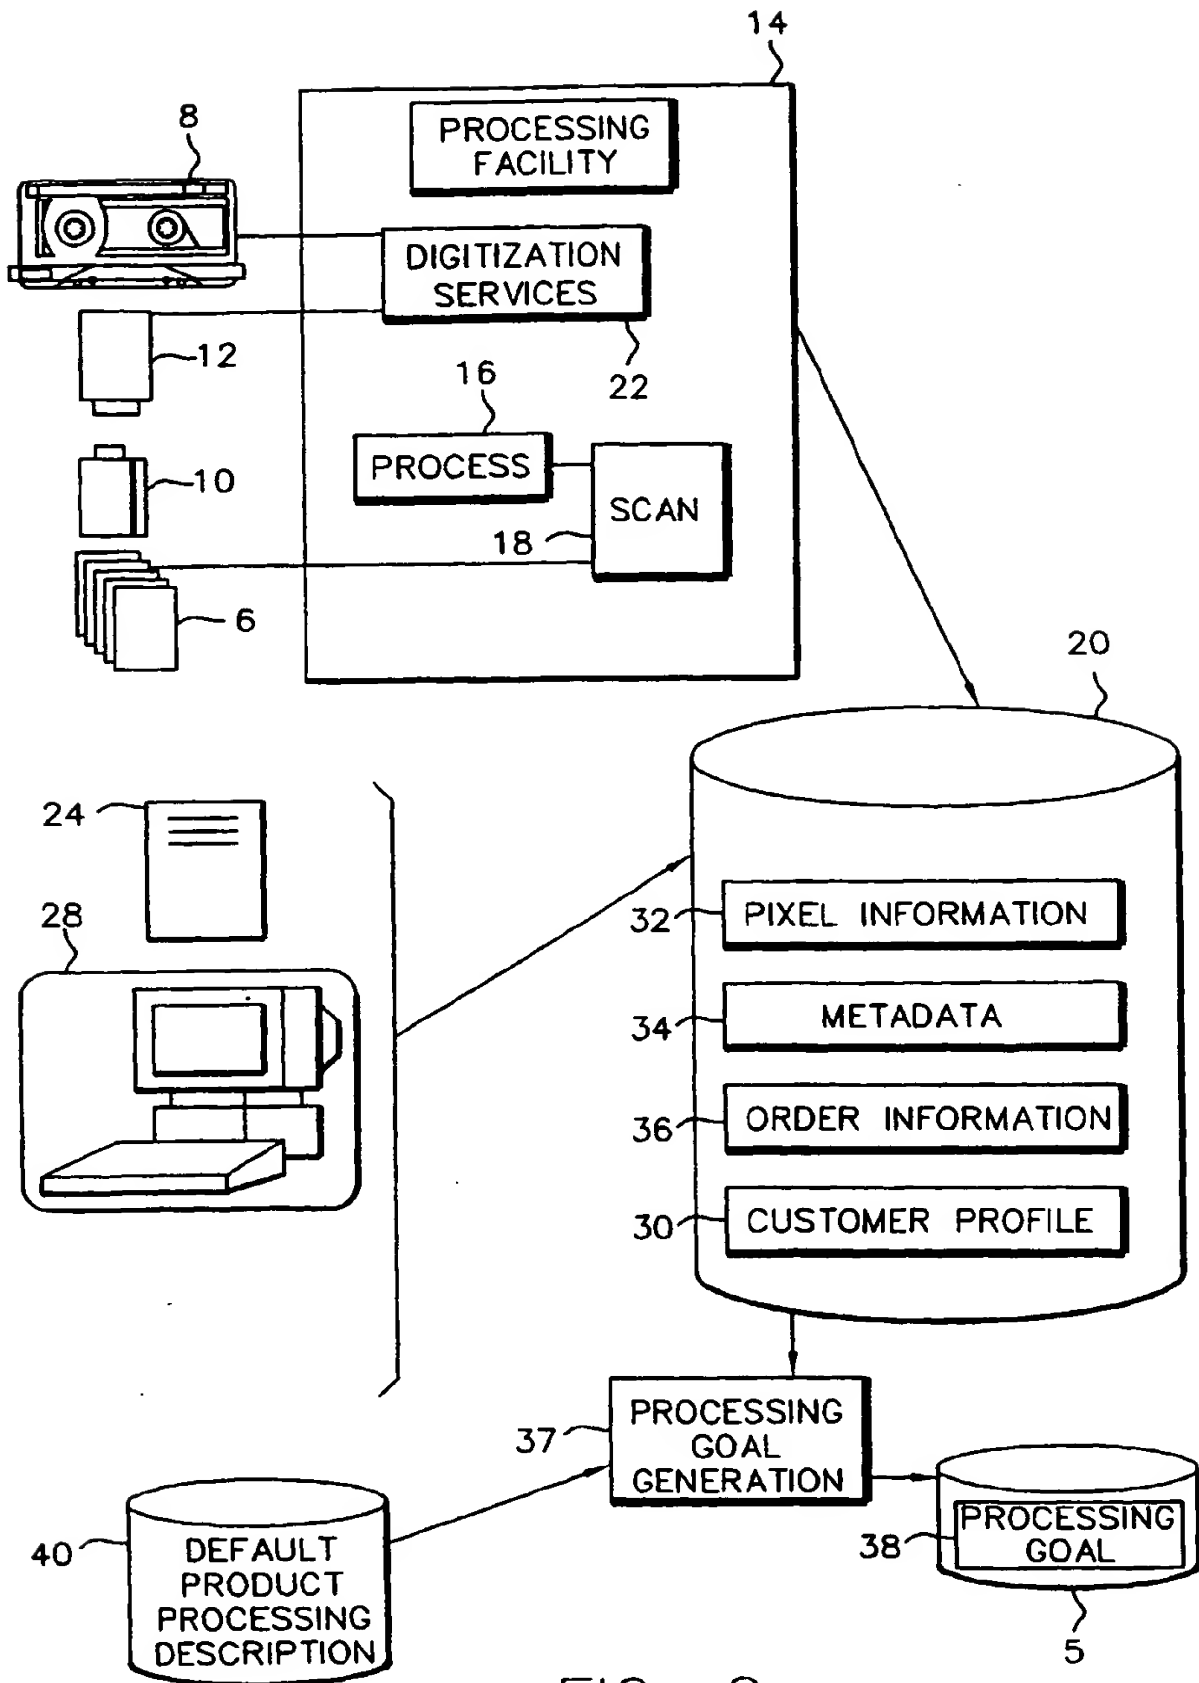 14
8
PROCESSING
FACILITY
DIGITIZATION
SERVICES
12
22
16
PROCESS
10
SCAN
18
6
20
24
28
32
PIXEL INFORMATION
34
METADATA
36
ORDER INFORMATION
30
CUSTOMER PROFILE
37
PROCESSING
GOAL
GENERATION
40
DEFAULT
PRODUCT
PROCESSING
DESCRIPTION
38
PROCESSING
GOAL
5